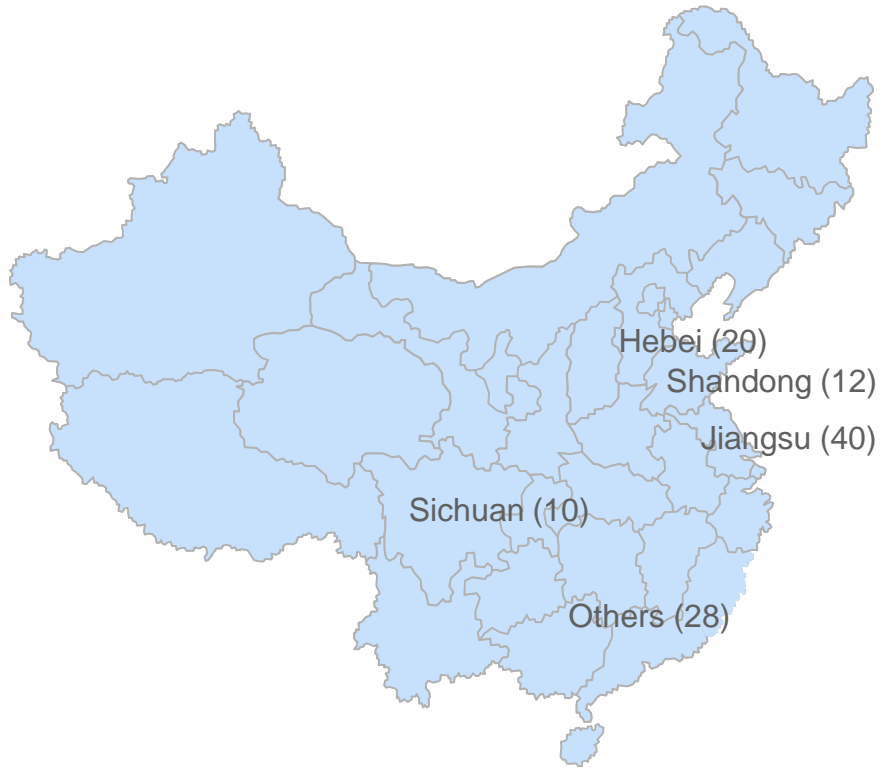 Hebei (20)
Shandong (12)
Jiangsu (40)
Sichuan (10)
Others (28)